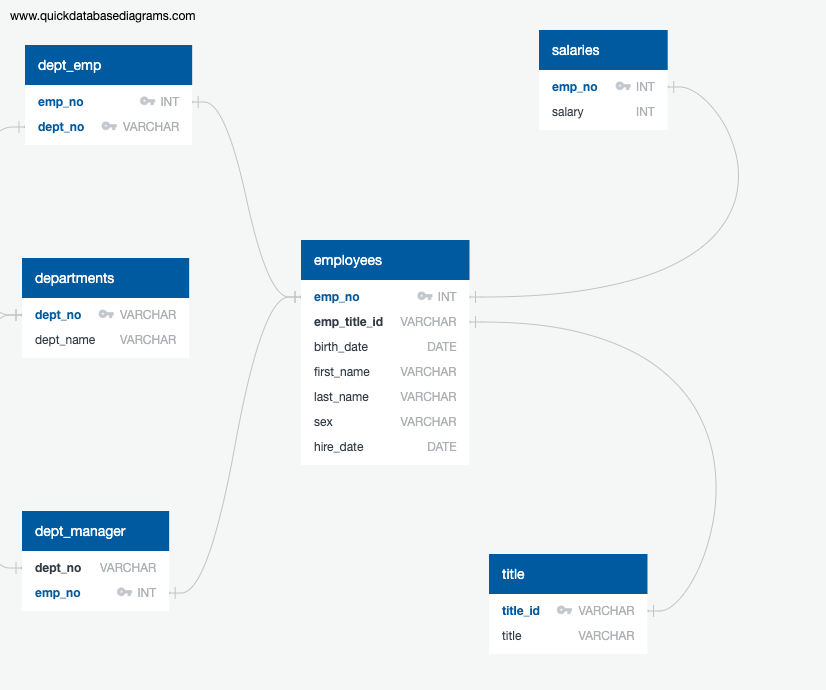 www.quickdatabasediagrams.com
dept_emp
emp_no INT
dept_no VARCHAR
salaries
emp_no INT
salary INT
employees
emp_no INT
emp_title_id VARCHAR
birth_date DATE
first_name VARCHAR
last_name VARCHAR
sex VARCHAR
hire_date DATE
departments
dept_no VARCHAR
dept_name VARCHAR
dept_manager
dept_no VARCHAR
emp_no INT
title
title_id VARCHAR
title VARCHAR